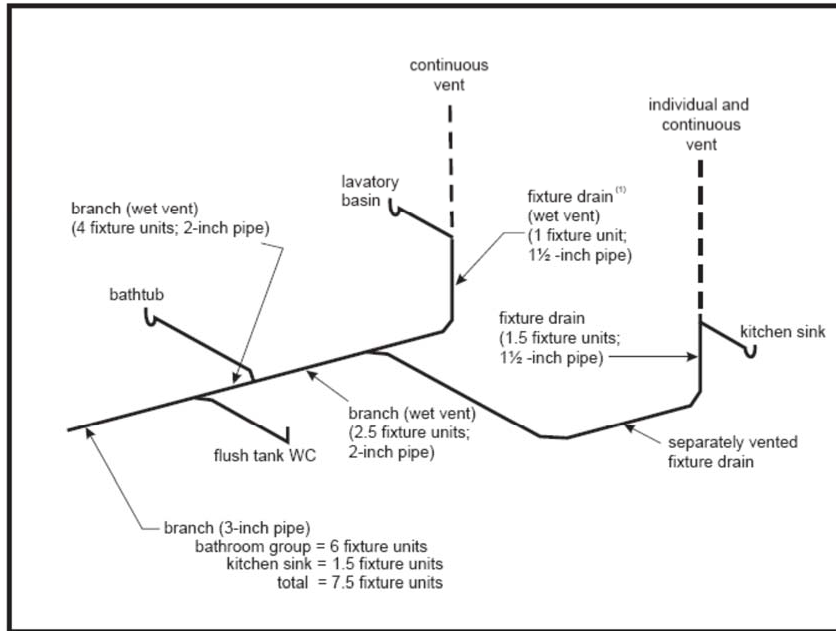 continuous
vent
individual and
continuous
vent
lavatory
basin
fixture drain (1)
(wet vent)
(1 fixture unit;
1½ -inch pipe)
branch (wet vent)
(4 fixture units; 2-inch pipe)
bathtub
fixture drain
(1.5 fixture units;
1½ -inch pipe)
kitchen sink
branch (wet vent)
(2.5 fixture units;
2-inch pipe)
flush tank WC
separately vented
fixture drain
branch (3-inch pipe)
bathroom group = 6 fixture units
kitchen sink = 1.5 fixture units
total = 7.5 fixture units